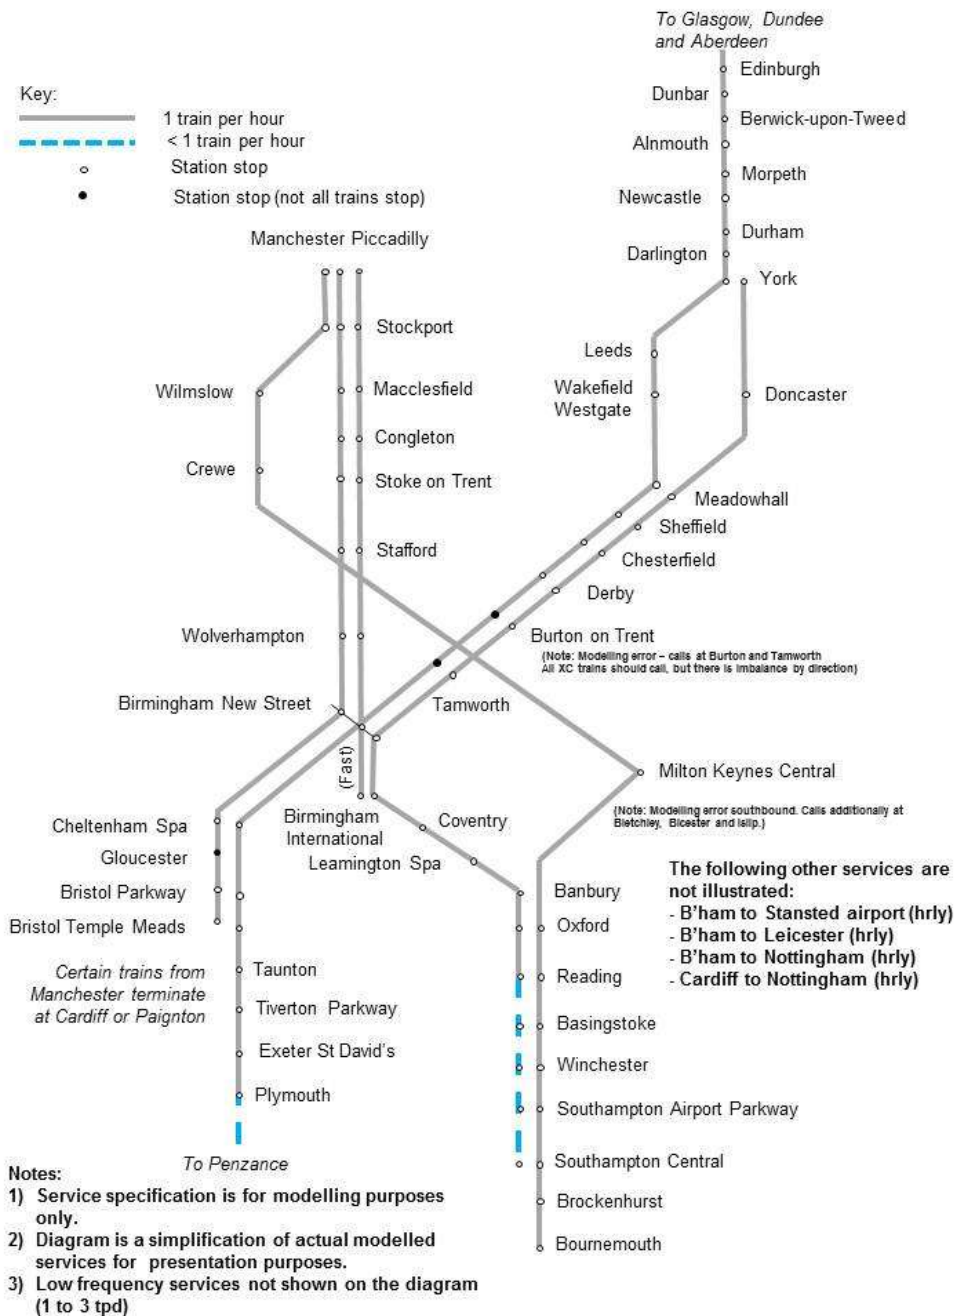 To Glasgow, Dundee
and Aberdeen
Edinburgh
Key:
Dunbar
1 train per hour
Berwick-upon-Tweed
< 1 train per hour
Alnmouth
Station stop
Morpeth
Station stop (not all trains stop)
Newcastle
Durham
Manchester Piccadilly
Darlington
York
Stockport
Leeds
Wilmslow
Macclesfield
Wakefield
Westgate
Doncaster
Congleton
Crewe
Stoke on Trent
Meadowhall
Sheffield
Stafford
Chesterfield
Derby
Wolverhampton
Burton on Trent
(Note: Modelling error – calls at Burton and Tamworth
All XC trains should call, but there is imbalance by direction)
Birmingham New Street
Tamworth
(Fast)
Milton Keynes Central
(Note: Modelling error southbound. Calls additionally at
Bletchley, Bicester and Islip.)
Cheltenham Spa
Birmingham
International
Coventry
Gloucester
Leamington Spa
The following other services are
not illustrated:
- B'ham to Stansted airport (hrly)
- B'ham to Leicester (hrly)
- B'ham to Nottingham (hrly)
- Cardiff to Nottingham (hrly)
Bristol Parkway
Banbury
Bristol Temple Meads
Oxford
Certain trains from
Manchester terminate
at Cardiff or Paignton
Taunton
Reading
Tiverton Parkway
Basingstoke
Exeter St David's
Winchester
Plymouth
Southampton Airport Parkway
To Penzance
Southampton Central
Brockenhurst
Bournemouth
Notes:
1) Service specification is for modelling purposes
only.
2) Diagram is a simplification of actual modelled
services for presentation purposes.
3) Low frequency services not shown on the diagram
(1 to 3 tpd)